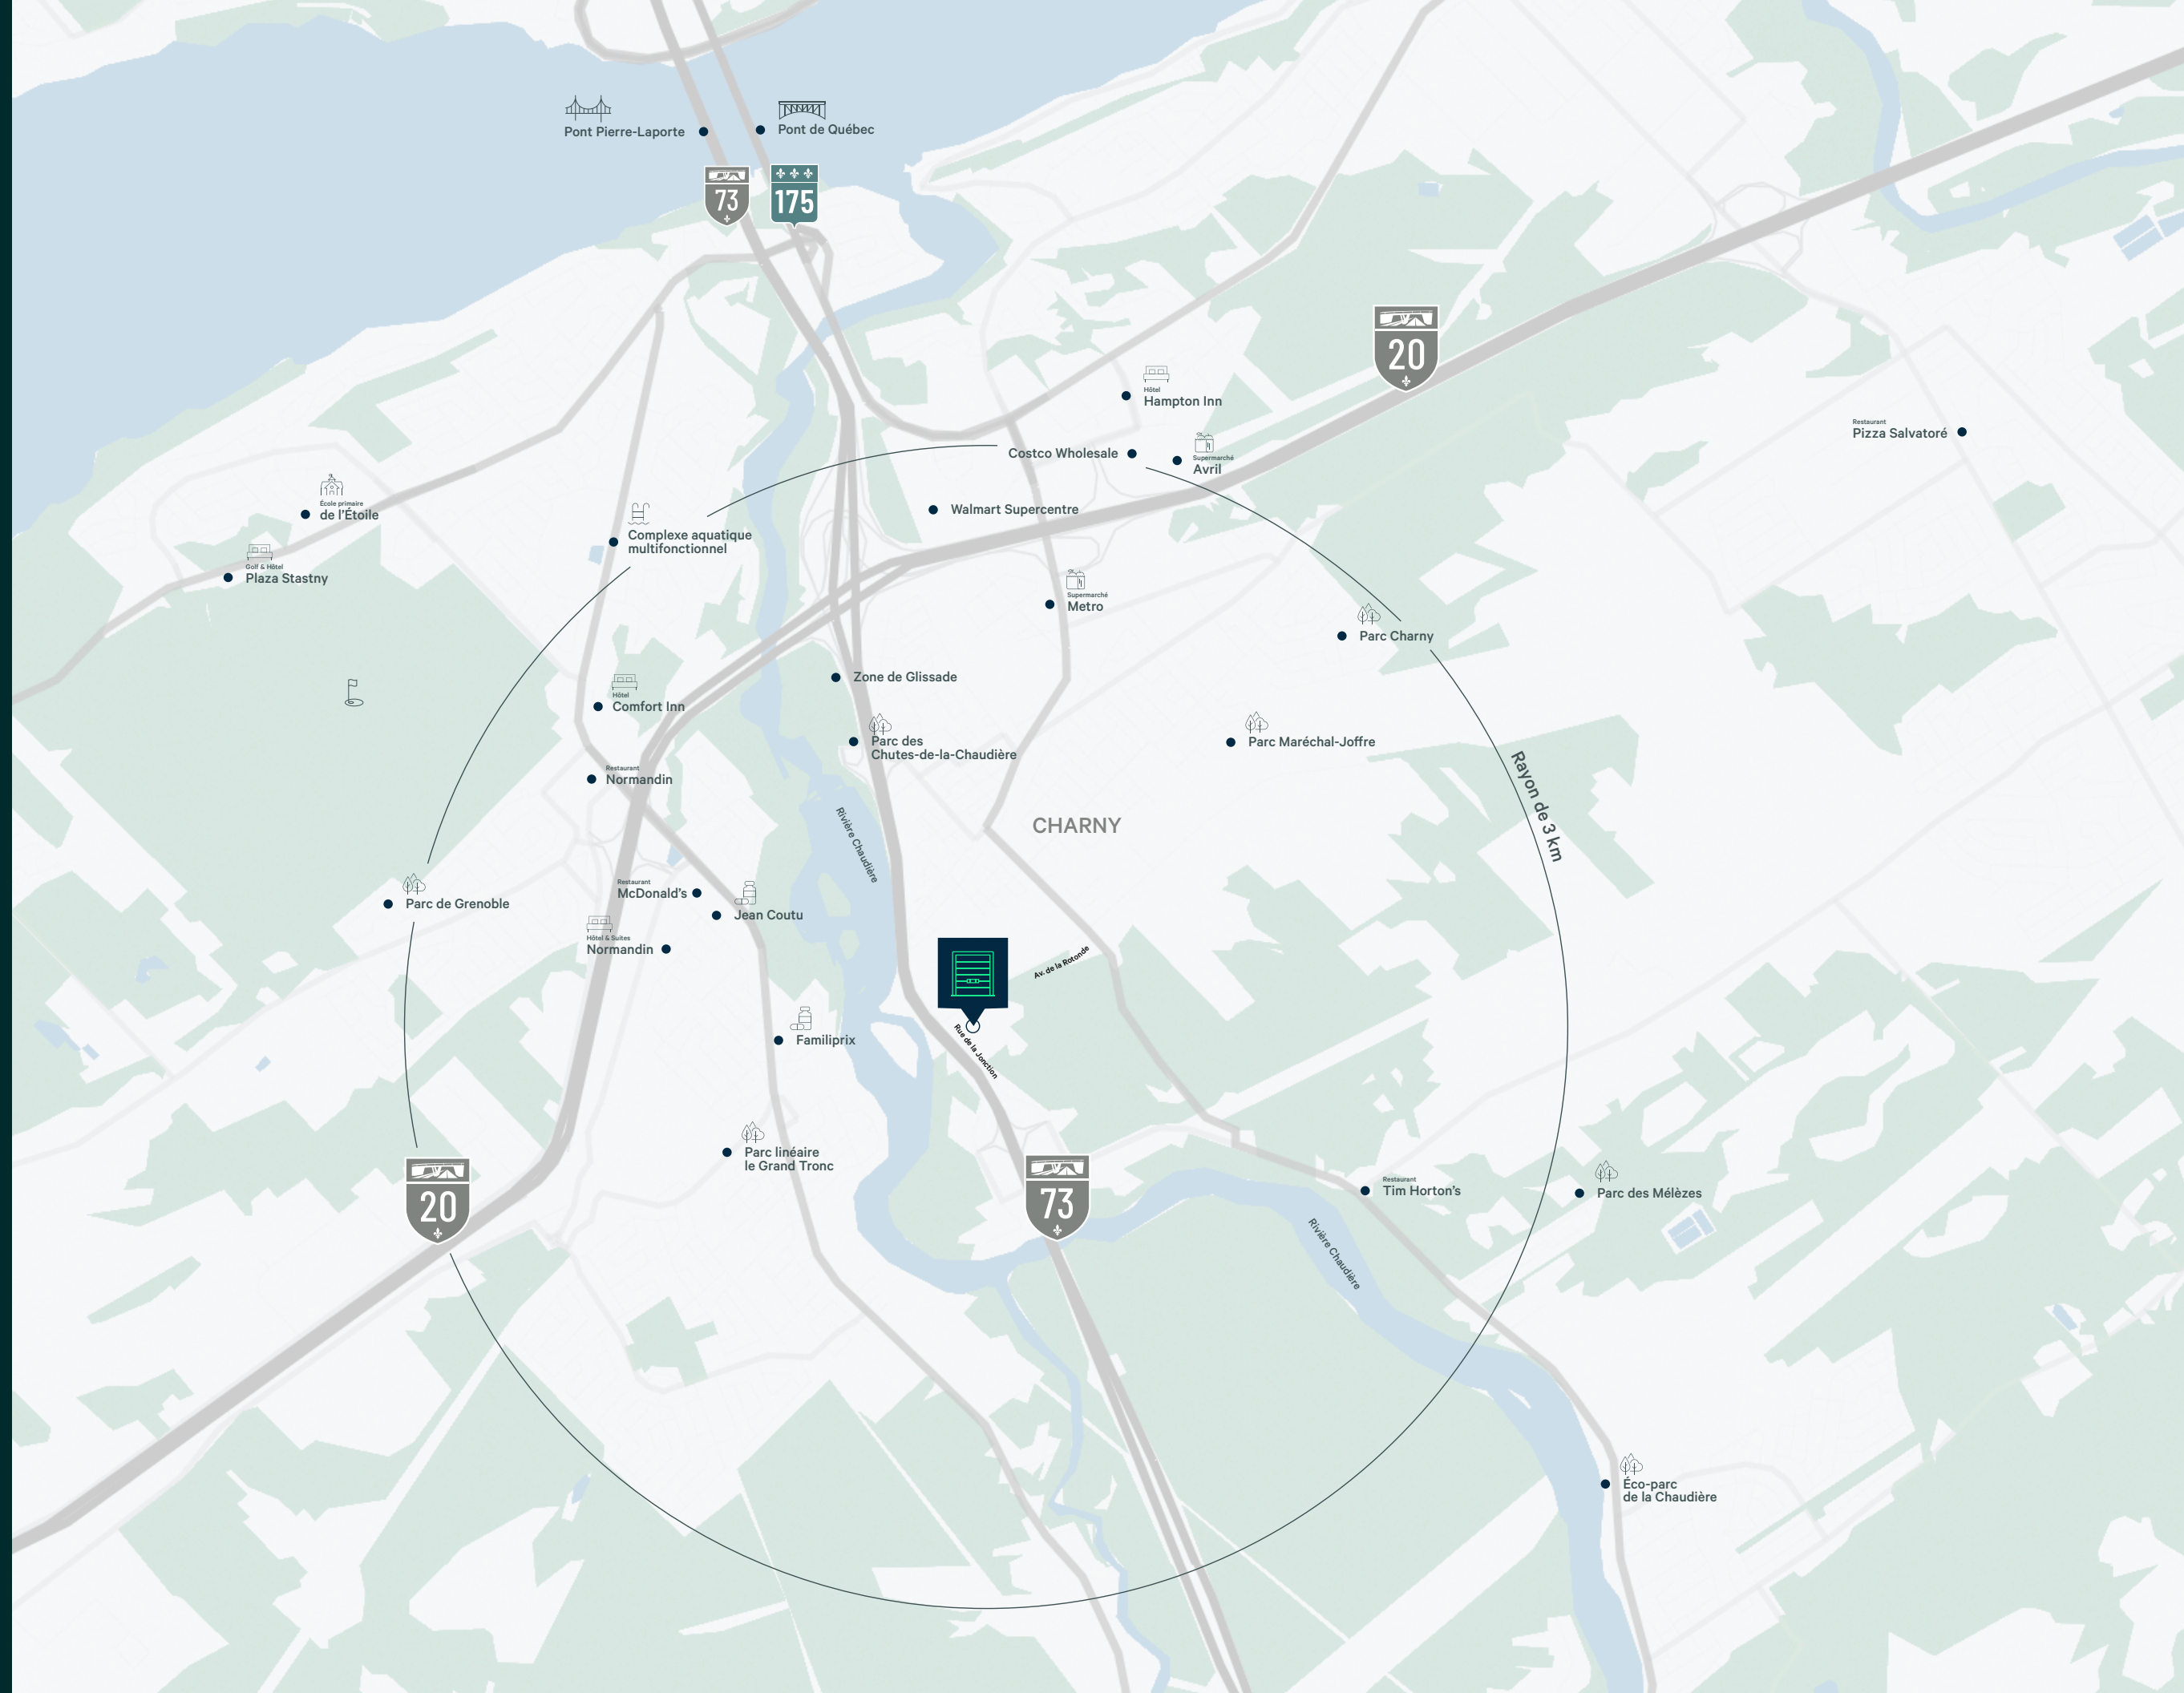 Pont Pierre-Laporte
Pont de Québec
73
175
20
Hôtel
Hampton Inn
Restaurant
Pizza Salvatoré
Costco Wholesale
Supermarché
Avril
École primaire
de l'Étoile
Walmart Supercentre
Complexe aquatique
multifonctionnel
Golf & Hôtel
Plaza Stastny
Supermarché
Metro
Parc Charny
Zone de Glissade
Hôtel
Comfort Inn
Parc des
Chutes-de-la-Chaudière
Parc Maréchal-Joffre
Restaurant
Normandin
Rayon de 3 km
CHARNY
Rivière Chaudière
Restaurant
McDonald's
Parc de Grenoble
Jean Coutu
Hôtel & Suites
Normandin
Av. de la Rotonde
Familiprix
Rue de la Jonction
Parc linéaire
le Grand Tronc
20
73
Restaurant
Tim Horton's
Parc des Mélèzes
Rivière Chaudière
Éco-parc
de la Chaudière